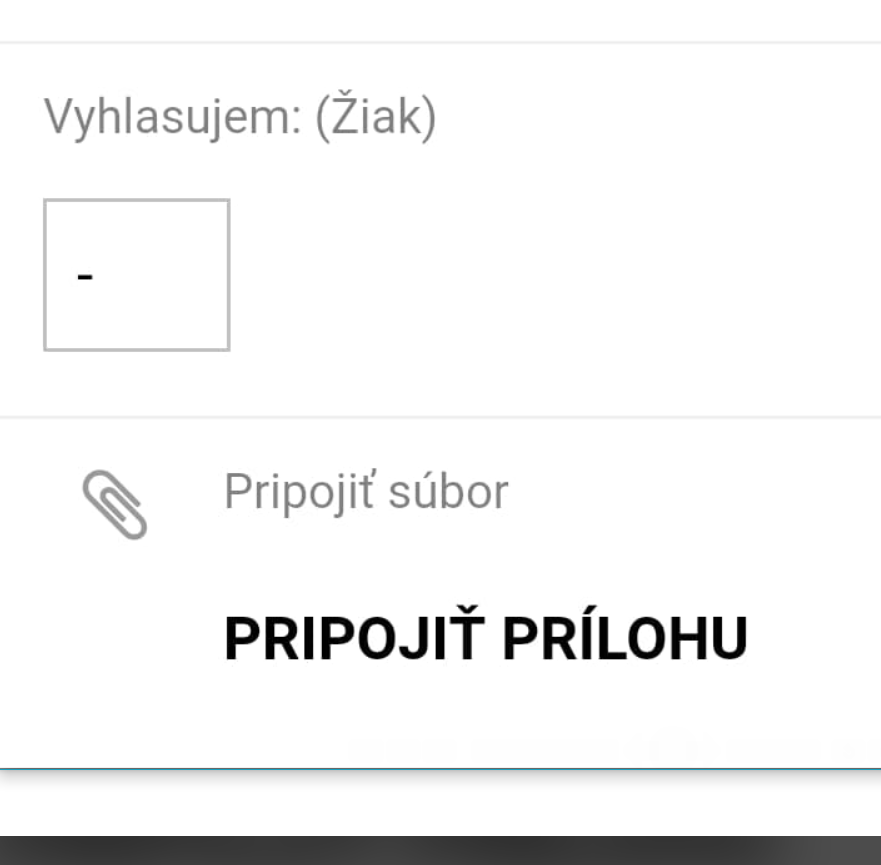 Vyhlasujem: (Žiak)
-
Pripojiť súbor
PRIPOJIŤ PRÍLOHU